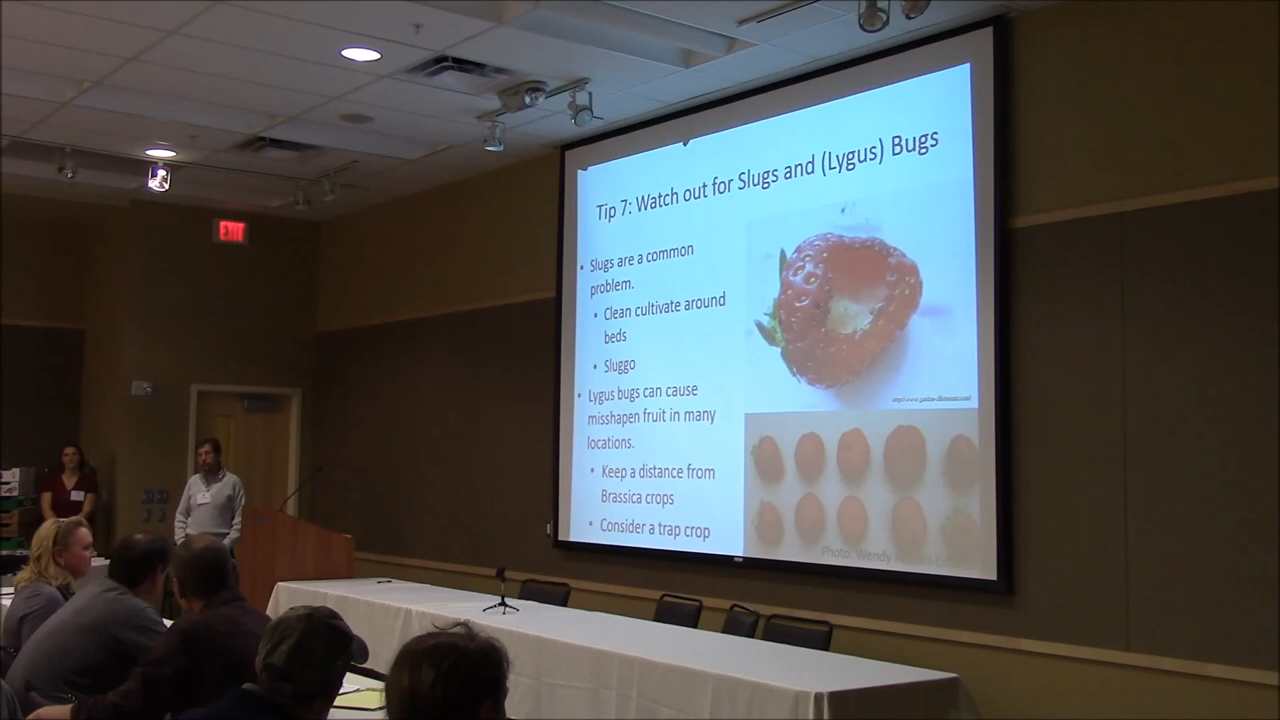 EXIT
Tip 7: Watch out for Slugs and (Lygus) Bugs
• Slugs are a common
problem.
• Clean cultivate around
beds
• Sluggo
• Lygus bugs can cause
misshapen fruit in many
locations.
• Keep a distance from
Brassica crops
• Consider a trap crop
Photo: Wendy